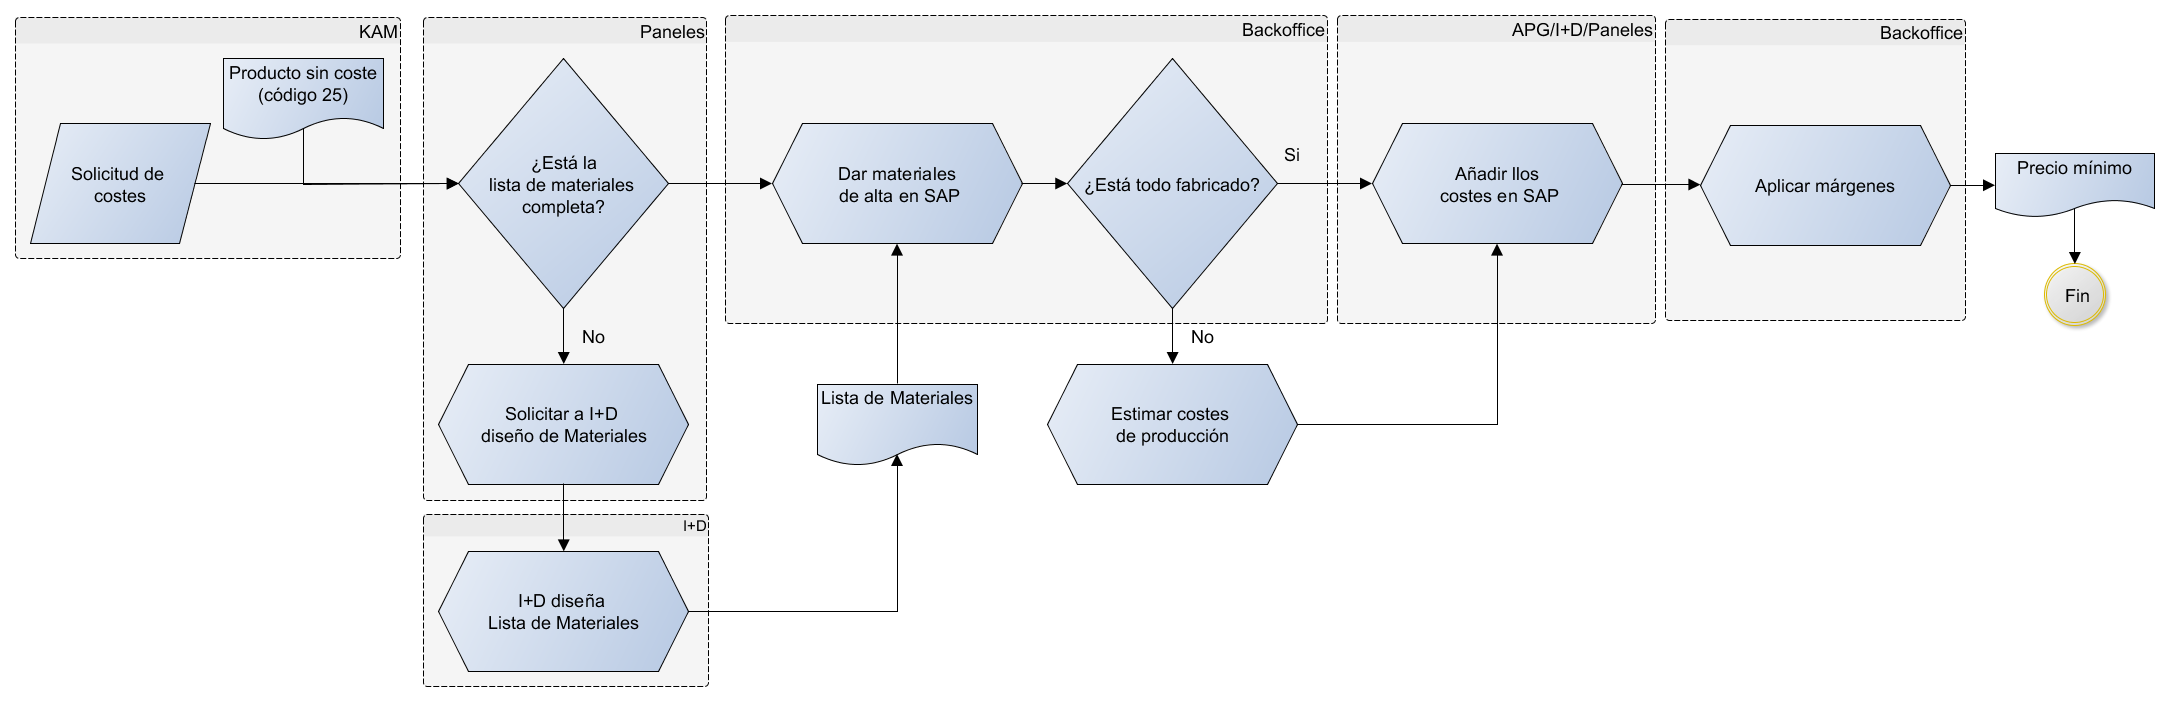 KAM
Producto sin coste
(código 25)
Solicitud de
costes
Paneles
¿Está la
lista de materiales
completa?
No
Solicitar a I+D
diseño de Materiales
I+D
I+D diseña
Lista de Materiales
Backoffice
Dar materiales
de alta en SAP
Lista de Materiales
¿Está todo fabricado?
Si
No
Estimar costes
de producción
APG/I+D/Paneles
Añadir llos
costes en SAP
Backoffice
Aplicar márgenes
Precio mínimo
Fin